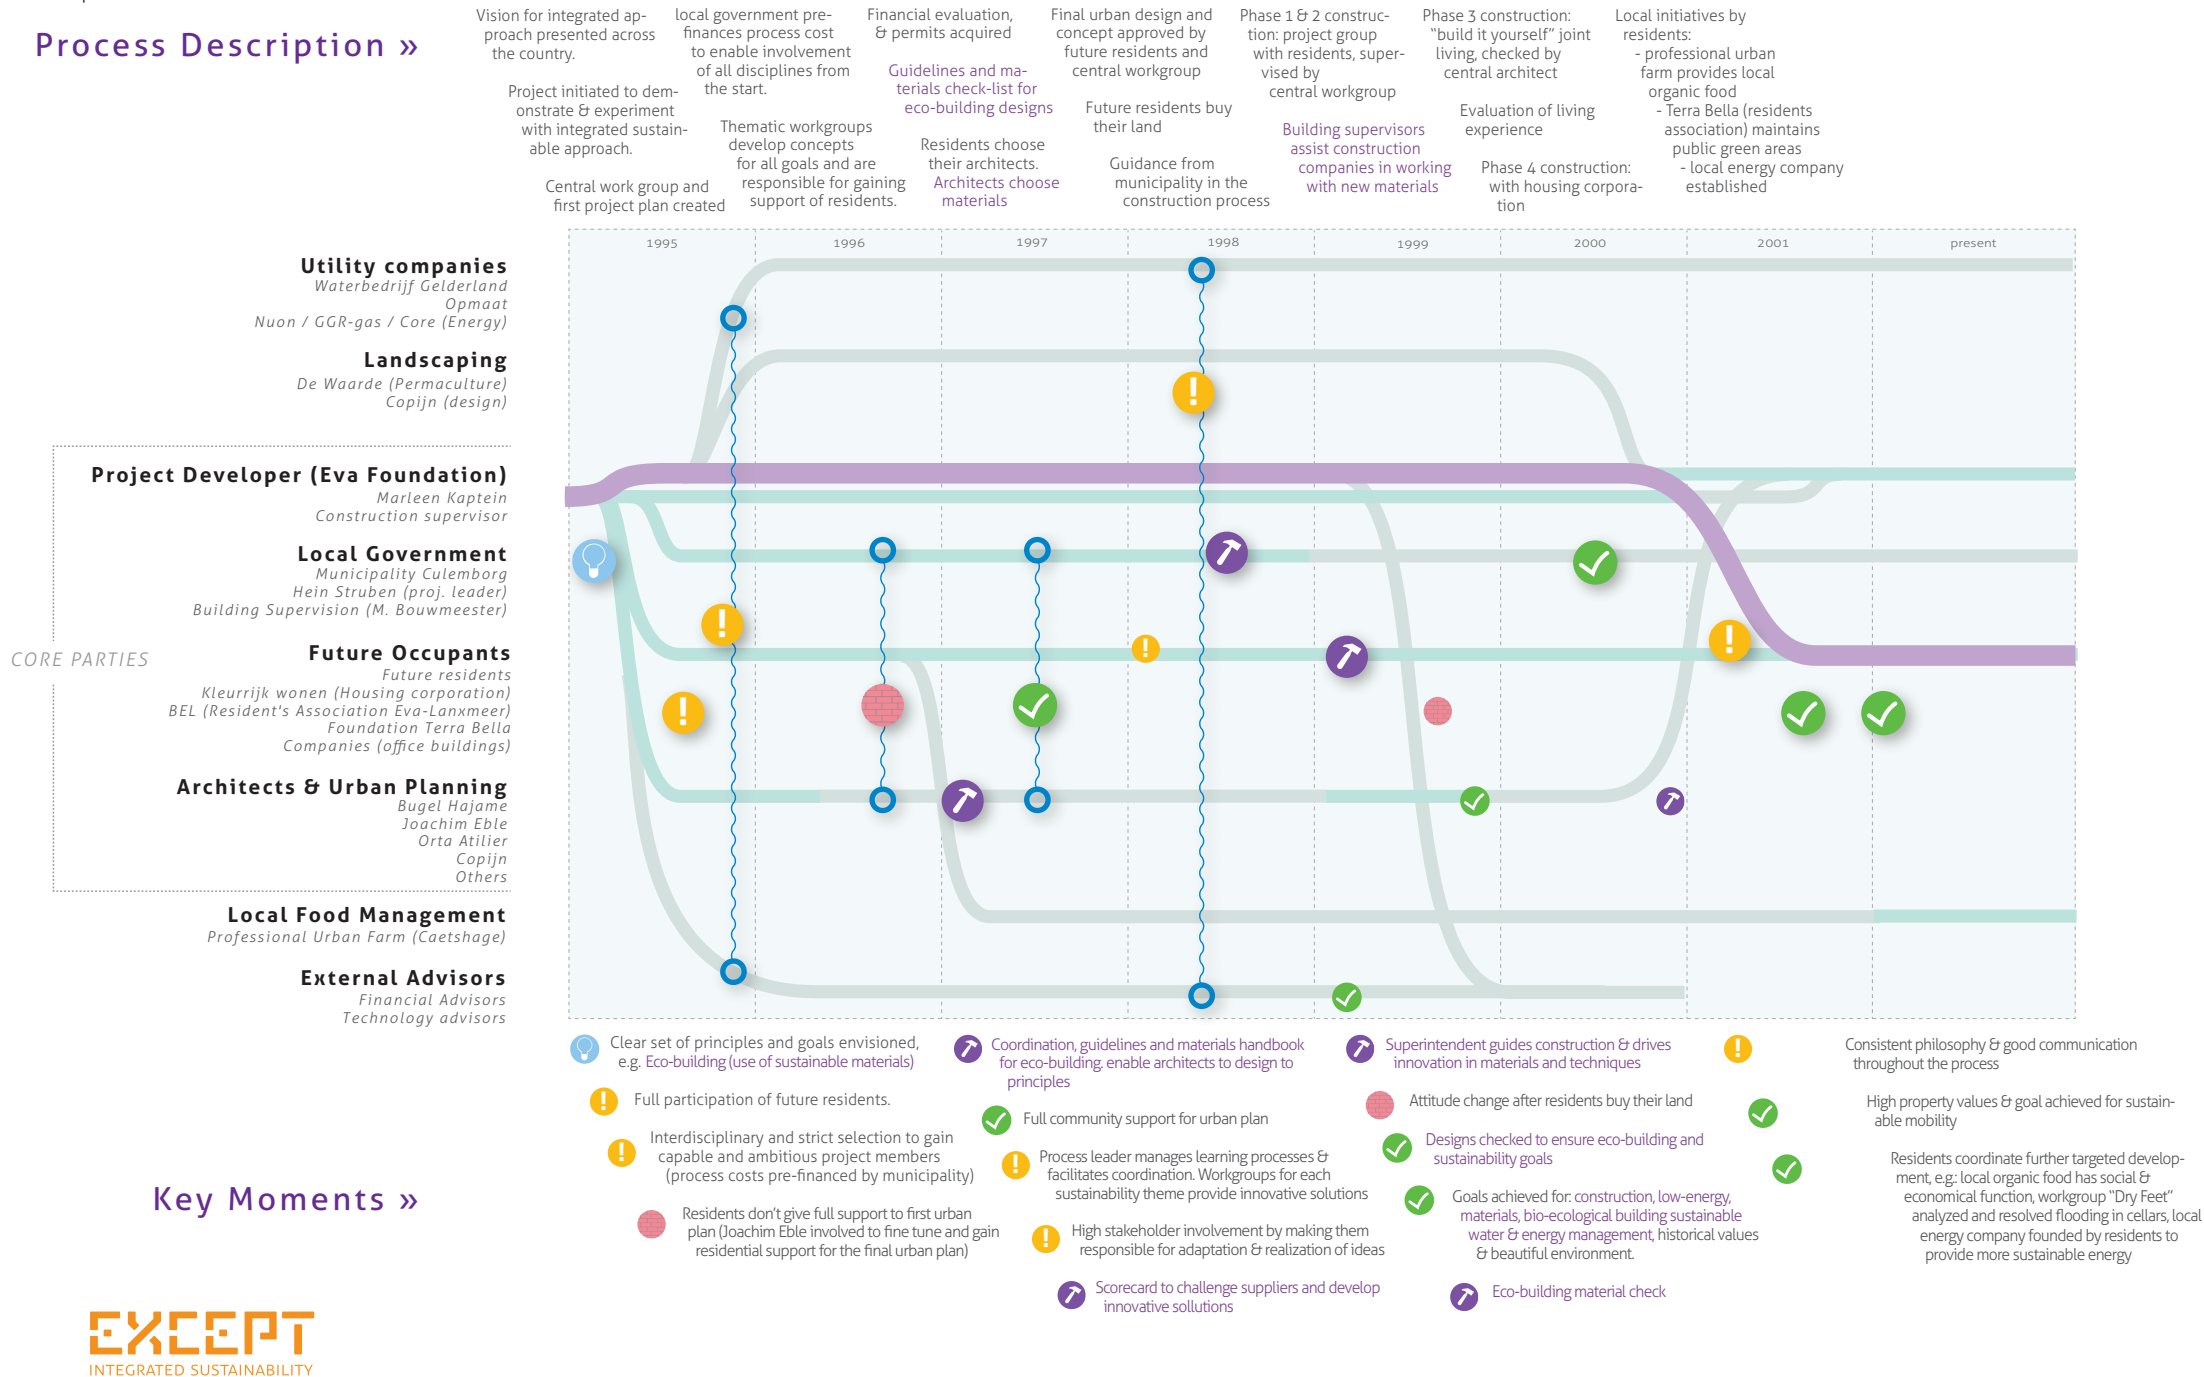 Process Description »
Vision for integrated ap-
proach presented across
the country.
Project initiated to dem-
onstrate & experiment
with integrated sustain-
able approach.
Central work group and
first project plan created
local government pre-
finances process cost
to enable involvement
of all disciplines from
the start.
Thematic workgroups
develop concepts
for all goals and are
responsible for gaining
support of residents.
Financial evaluation,
& permits acquired
Guidelines and ma-
terials check-list for
eco-building designs
Residents choose
their architects.
Architects choose
materials
Final urban design and
concept approved by
future residents and
central workgroup
Future residents buy
their land
Guidance from
municipality in the
construction process
Phase 1 & 2 construc-
tion: project group
with residents, super-
vised by
central workgroup
Building supervisors
assist construction
companies in working
with new materials
Phase 3 construction:
“build it yourself” joint
living, checked by
central architect
Evaluation of living
experience
Phase 4 construction:
with housing corpora-
tion
Local initiatives by
residents:
- professional urban
farm provides local
organic food
- Terra Bella (residents
association) maintains
public green areas
- local energy company
established
1995
1996
1997
1998
1999
2000
2001
present
Utility companies
Waterbedrijf Gelderland
Opmaat
Nuon / GGR-gas / Core (Energy)
Landscaping
De Waarde (Permaculture)
Copijn (design)
CORE PARTIES
Project Developer (Eva Foundation)
Marleen Kaptein
Construction supervisor
Local Government
Municipality Culemborg
Hein Struben (proj. leader)
Building Supervision (M. Bouwmeester)
Future Occupants
Future residents
Kleurrijk wonen (Housing corporation)
BEL (Resident's Association Eva-Lanxmeer)
Foundation Terra Bella
Companies (office buildings)
Architects & Urban Planning
Bugel Hajame
Joachim Eble
Orta Atilier
Copijn
Others
Local Food Management
Professional Urban Farm (Caetshage)
External Advisors
Financial Advisors
Technology advisors
Key Moments »
Clear set of principles and goals envisioned,
e.g. Eco-building (use of sustainable materials)
Full participation of future residents.
Interdisciplinary and strict selection to gain
capable and ambitious project members
(process costs pre-financed by municipality)
Residents don’t give full support to first urban
plan (Joachim Eble involved to fine tune and gain
residential support for the final urban plan)
Coordination, guidelines and materials handbook
for eco-building. enable architects to design to
principles
Full community support for urban plan
Process leader manages learning processes &
facilitates coordination. Workgroups for each
sustainability theme provide innovative solutions
High stakeholder involvement by making them
responsible for adaptation & realization of ideas
Scorecard to challenge suppliers and develop
innovative sollutions
Superintendent guides construction & drives
innovation in materials and techniques
Attitude change after residents buy their land
Designs checked to ensure eco-building and
sustainability goals
Goals achieved for: construction, low-energy,
materials, bio-ecological building sustainable
water & energy management, historical values
& beautiful environment.
Eco-building material check
Consistent philosophy & good communication
throughout the process
High property values & goal achieved for sustain-
able mobility
Residents coordinate further targeted develop-
ment, e.g.: local organic food has social &
economical function, workgroup “Dry Feet”
analyzed and resolved flooding in cellars, local
energy company founded by residents to
provide more sustainable energy
EXCEPT
INTEGRATED SUSTAINABILITY